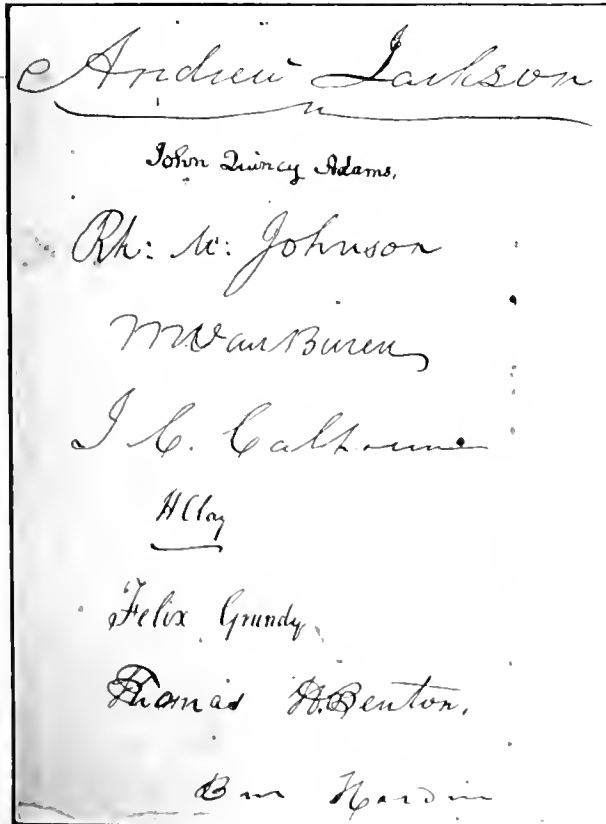 Andrew Jackson
John Quincy Adams.
Rh: M: Johnson
M Van Buren
J. C. Calhoun
H Clay
Felix Grundy
Thomas H. Benton.
Ben Hardin